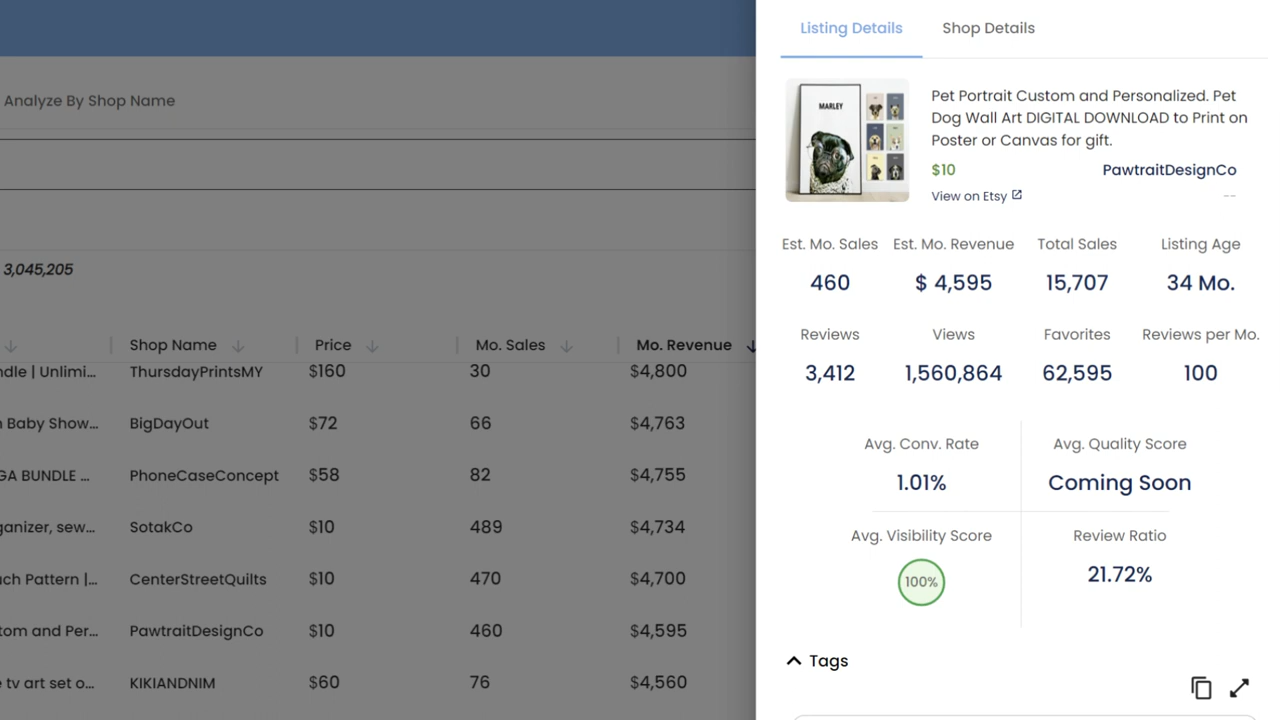 Analyze By Shop Name
3,045,205
Shop Name Price Mo. Sales Mo. Revenue
ndle | Unlimi... ThursdayPrintsMY $160 30 $4,800
n Baby Show... BigDayOut $72 66 $4,763
GA BUNDLE ... PhoneCaseConcept $58 82 $4,755
ganizer, sew... SotakCo $10 489 $4,734
uch Pattern |... CenterStreetQuilts $10 470 $4,700
tom and Per... PawtraitDesignCo $10 460 $4,595
e tv art set o... KIKIANDNIM $60 76 $4,560
Listing Details Shop Details
MARLEY
Pet Portrait Custom and Personalized. Pet
Dog Wall Art DIGITAL DOWNLOAD to Print on
Poster or Canvas for gift.
$10 PawtraitDesignCo
View on Etsy --
Est. Mo. Sales Est. Mo. Revenue Total Sales Listing Age
460 $ 4,595 15,707 34 Mo.
Reviews Views Favorites Reviews per Mo.
3,412 1,560,864 62,595 100
Avg. Conv. Rate Avg. Quality Score
1.01% Coming Soon
Avg. Visibility Score Review Ratio
100% 21.72%
Tags